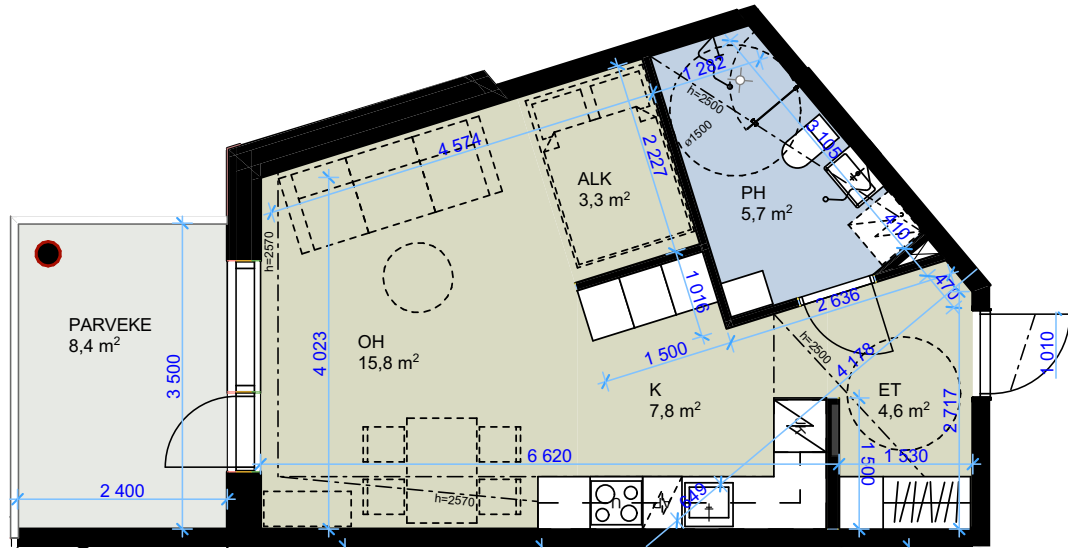 1 282
h=2500
ø1500
3 105
4 574
2 227
ALK
3,3 m²
PH
5,7 m²
410
h=2570
1 016
470
2 636
PARVEKE
8,4 m²
3 500
4 023
OH
15,8 m²
1 500
h=2500
4 178
1 010
K
7,8 m²
ET
4,6 m²
2 717
6 620
1 530
2 400
h=2570
649
1 500